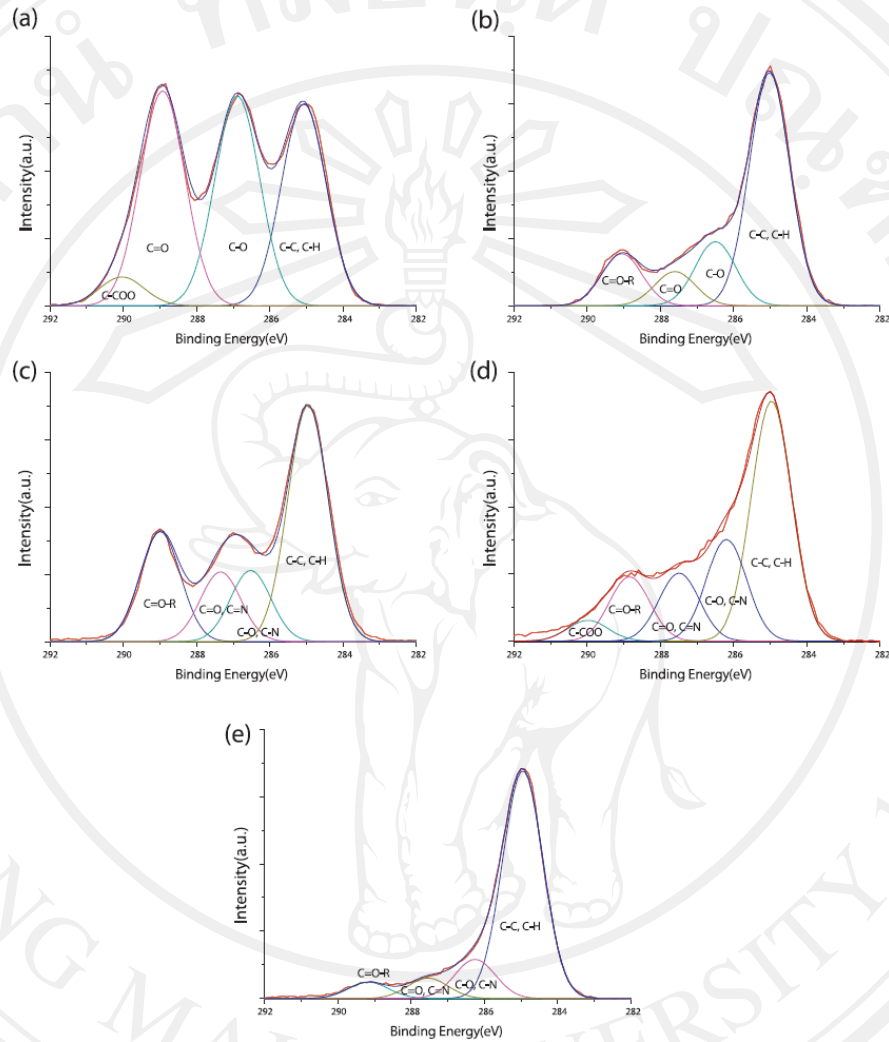 (a)
Intensity(a.u.)
C=O
C-O
C-C, C-H
C-COO
292 290 288 286 284
Binding Energy(eV)
(b)
Intensity(a.u.)
C-C, C-H
C=O-R
C=O
C-O
292 290 288 286 284 282
Binding Energy(eV)
(c)
Intensity(a.u.)
C-C, C-H
C=O-R
C=O, C=N
C-O, C-N
292 290 288 286 284 282
Binding Energy(eV)
(d)
Intensity(a.u.)
C-C, C-H
C-O, C-N
C=O-R
C=O, C=N
C-COO
292 290 288 286 284 282
Binding Energy(eV)
(e)
Intensity(a.u.)
C-C, C-H
C=O-R
C=O, C=N
C-O, C-N
292 290 288 286 284 282
Binding Energy(eV)